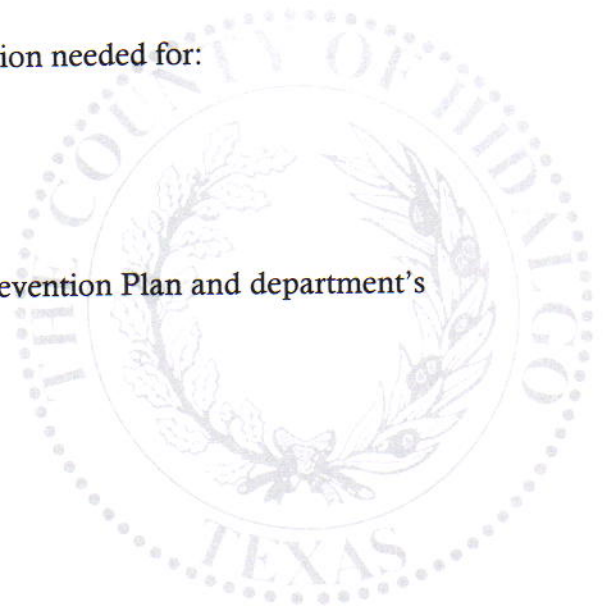 ion needed for:
evention Plan and department's
THE COUNTY OF HIDALGO
TEXAS